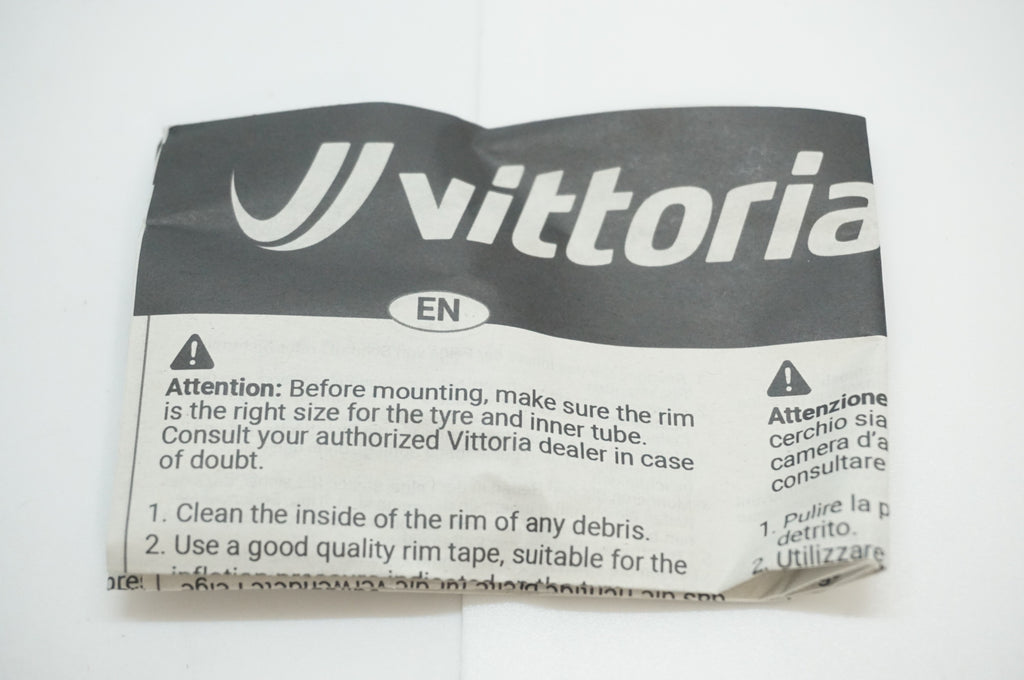 vittoria
EN
Attention: Before mounting, make sure the rim
is the right size for the tyre and inner tube.
Consult your authorized Vittoria dealer in case
of doubt.
1. Clean the inside of the rim of any debris.
2. Use a good quality rim tape, suitable for the
Attenzione
cerchio sia
camera d'a
consultare
1. Pulire la p
detrito.
2. Utilizzare